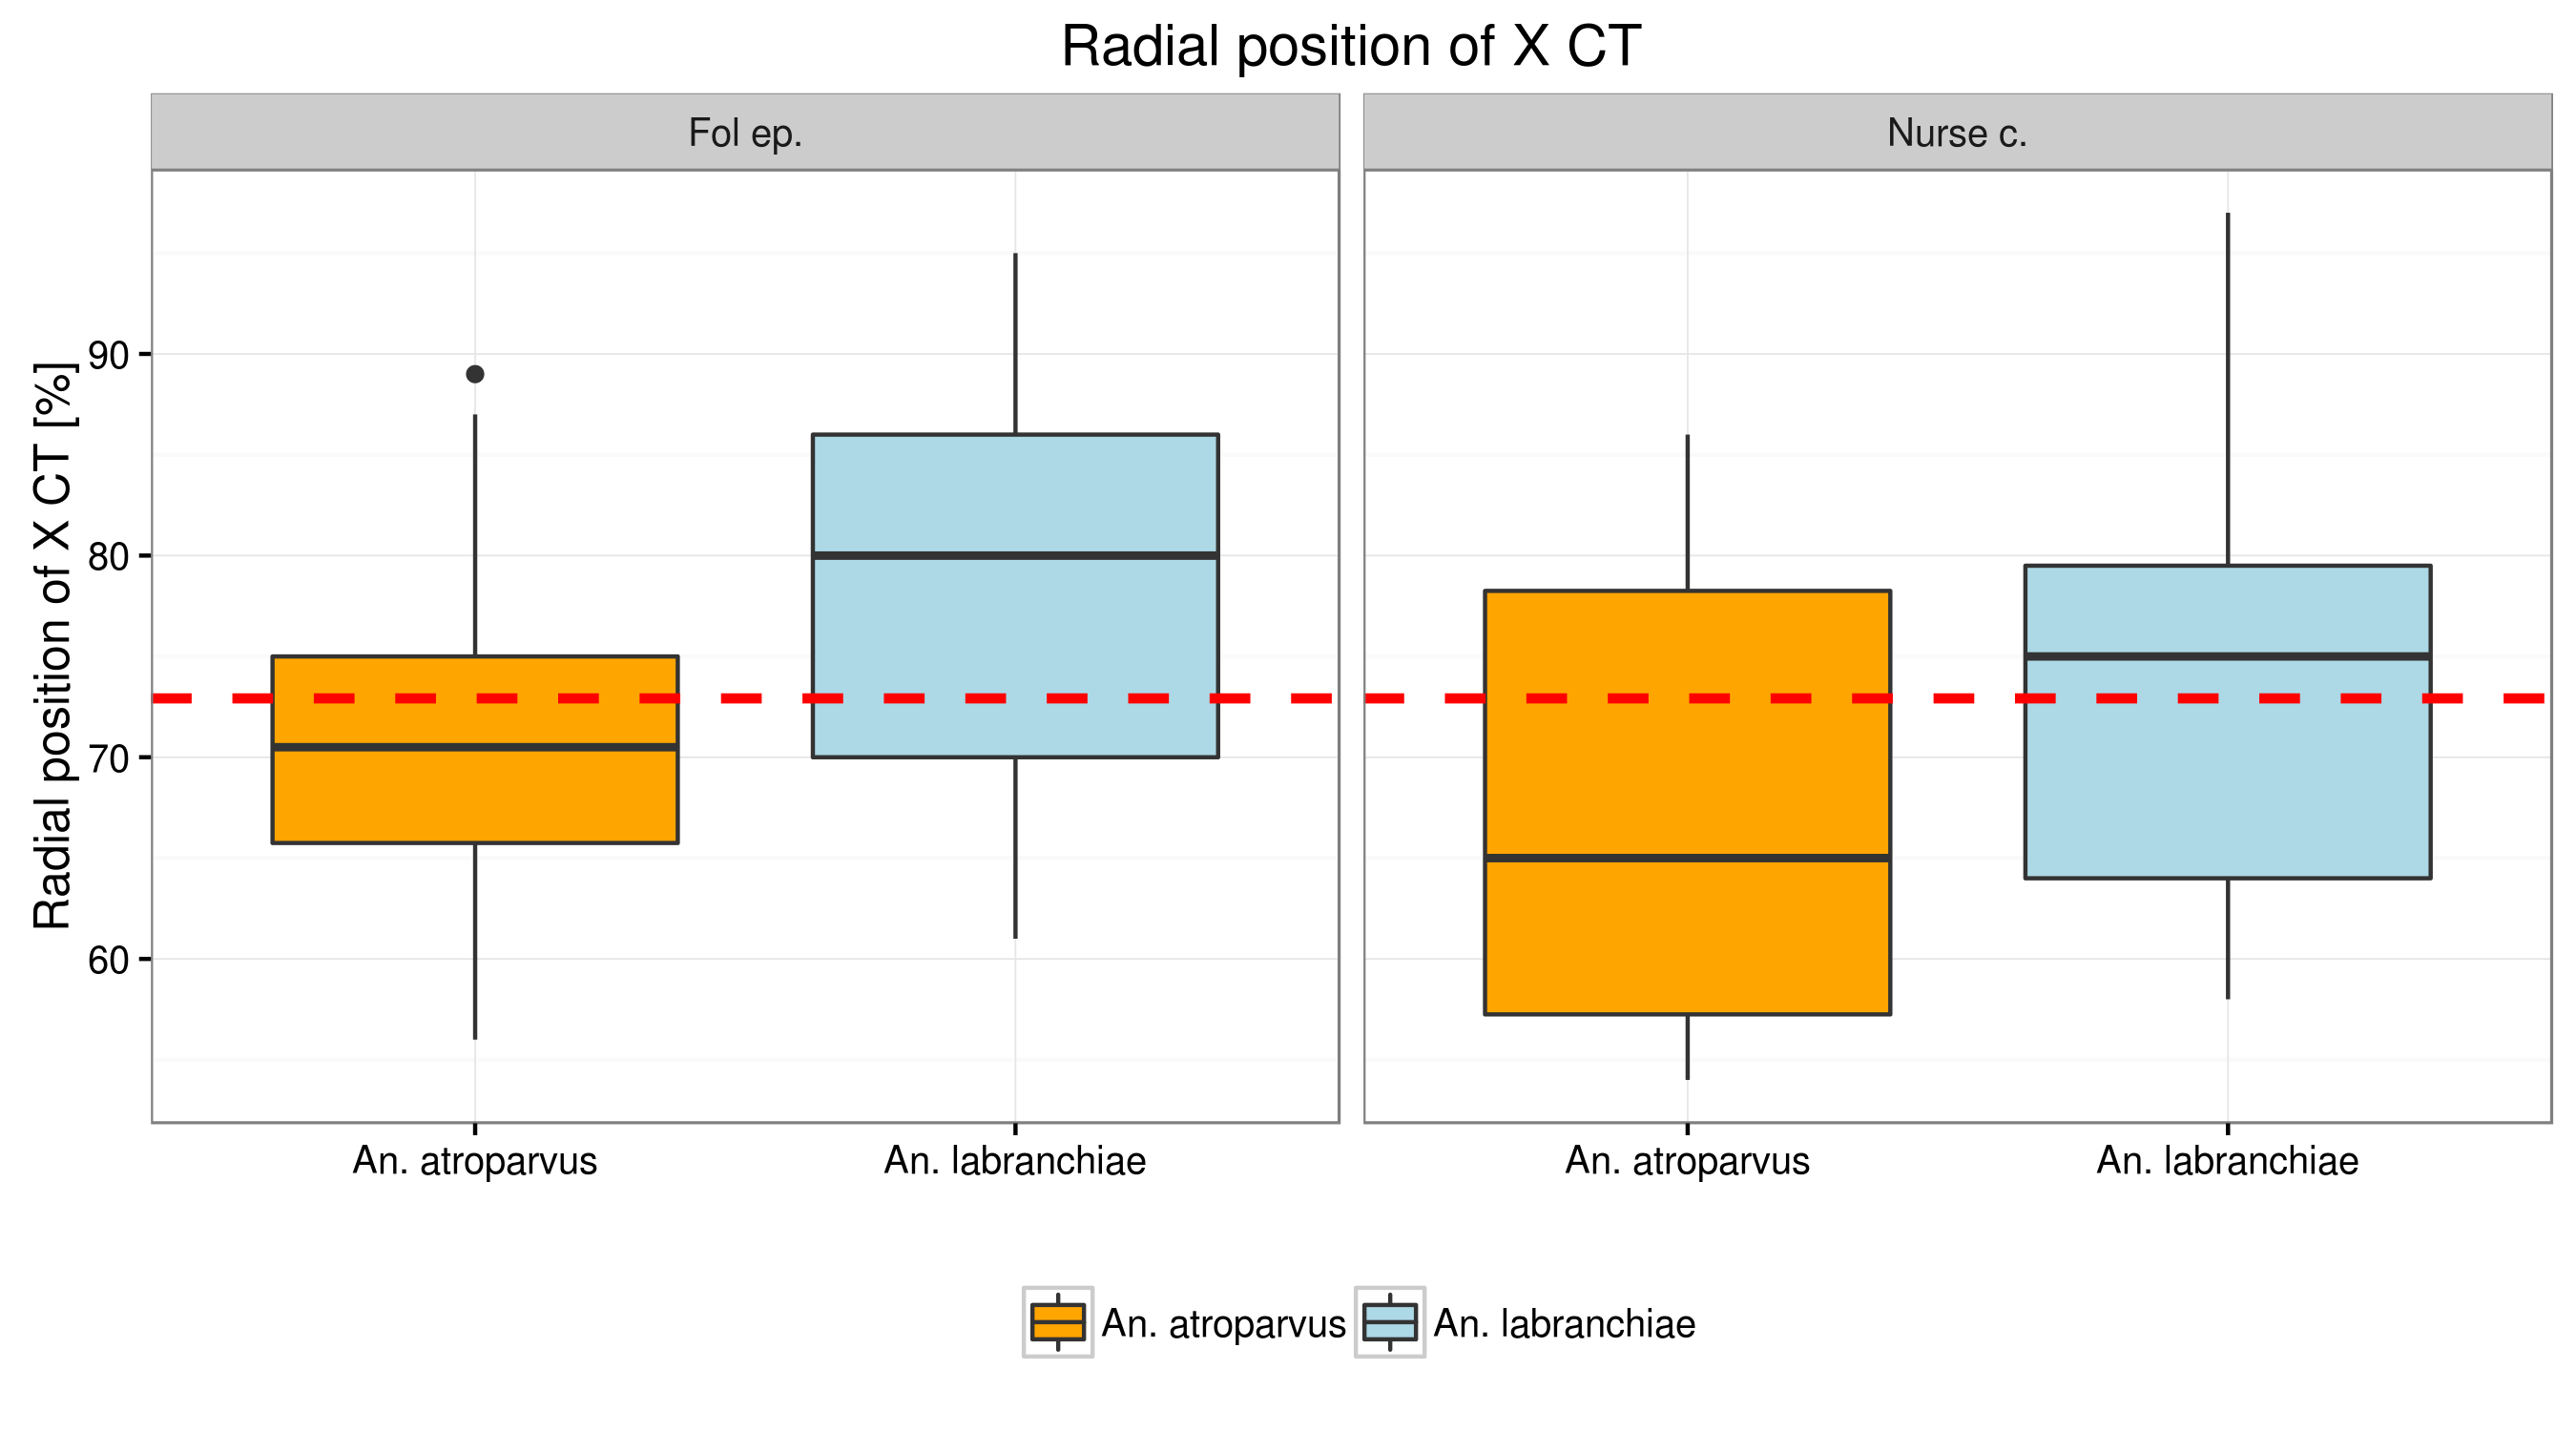 Radial position of X CT
Fol ep.
Nurse c.
Radial position of X CT [%]
90
80
70
60
An. atroparvus
An. labranchiae
An. atroparvus
An. labranchiae
An. atroparvus
An. labranchiae